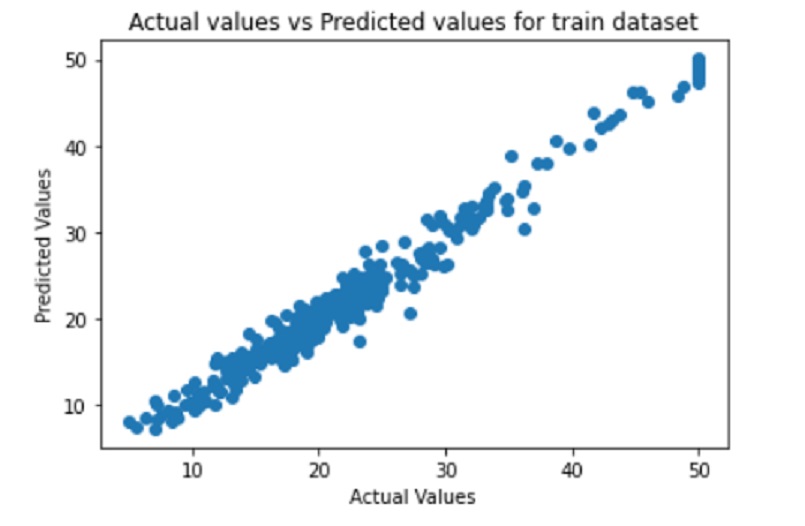 Actual values vs Predicted values for train dataset
50
40
30
20
10
Predicted Values
10 20 30 40 50
Actual Values